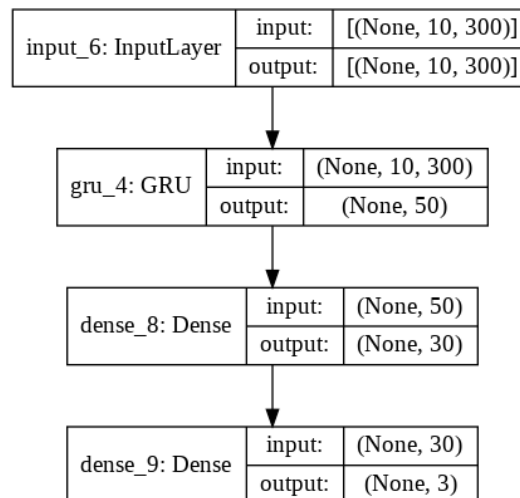 input_6: InputLayer
input: [(None, 10, 300)]
output: [(None, 10, 300)]
gru_4: GRU
input: (None, 10, 300)
output: (None, 50)
dense_8: Dense
input: (None, 50)
output: (None, 30)
dense_9: Dense
input: (None, 30)
output: (None, 3)